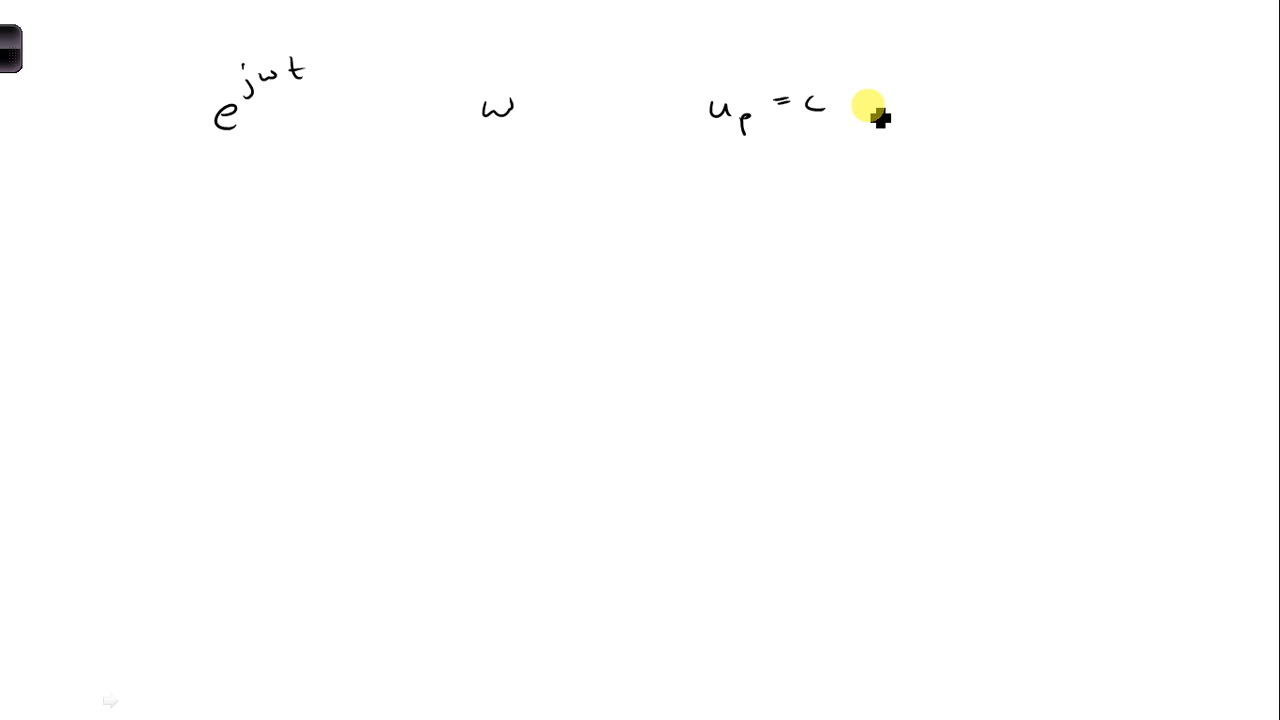 e^{jωt} ω u_p = c